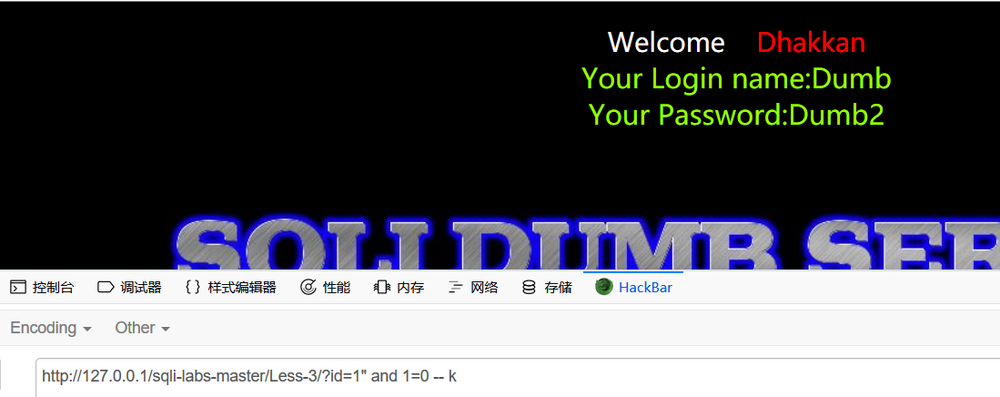 Welcome Dhakkan
Your Login name:Dumb
Your Password:Dumb2
SQLI DUMB SER
控制台 调试器 {} 样式编辑器 性能 内存 网络 存储 HackBar
Encoding Other
http://127.0.0.1/sqli-labs-master/Less-3/?id=1" and 1=0 -- k